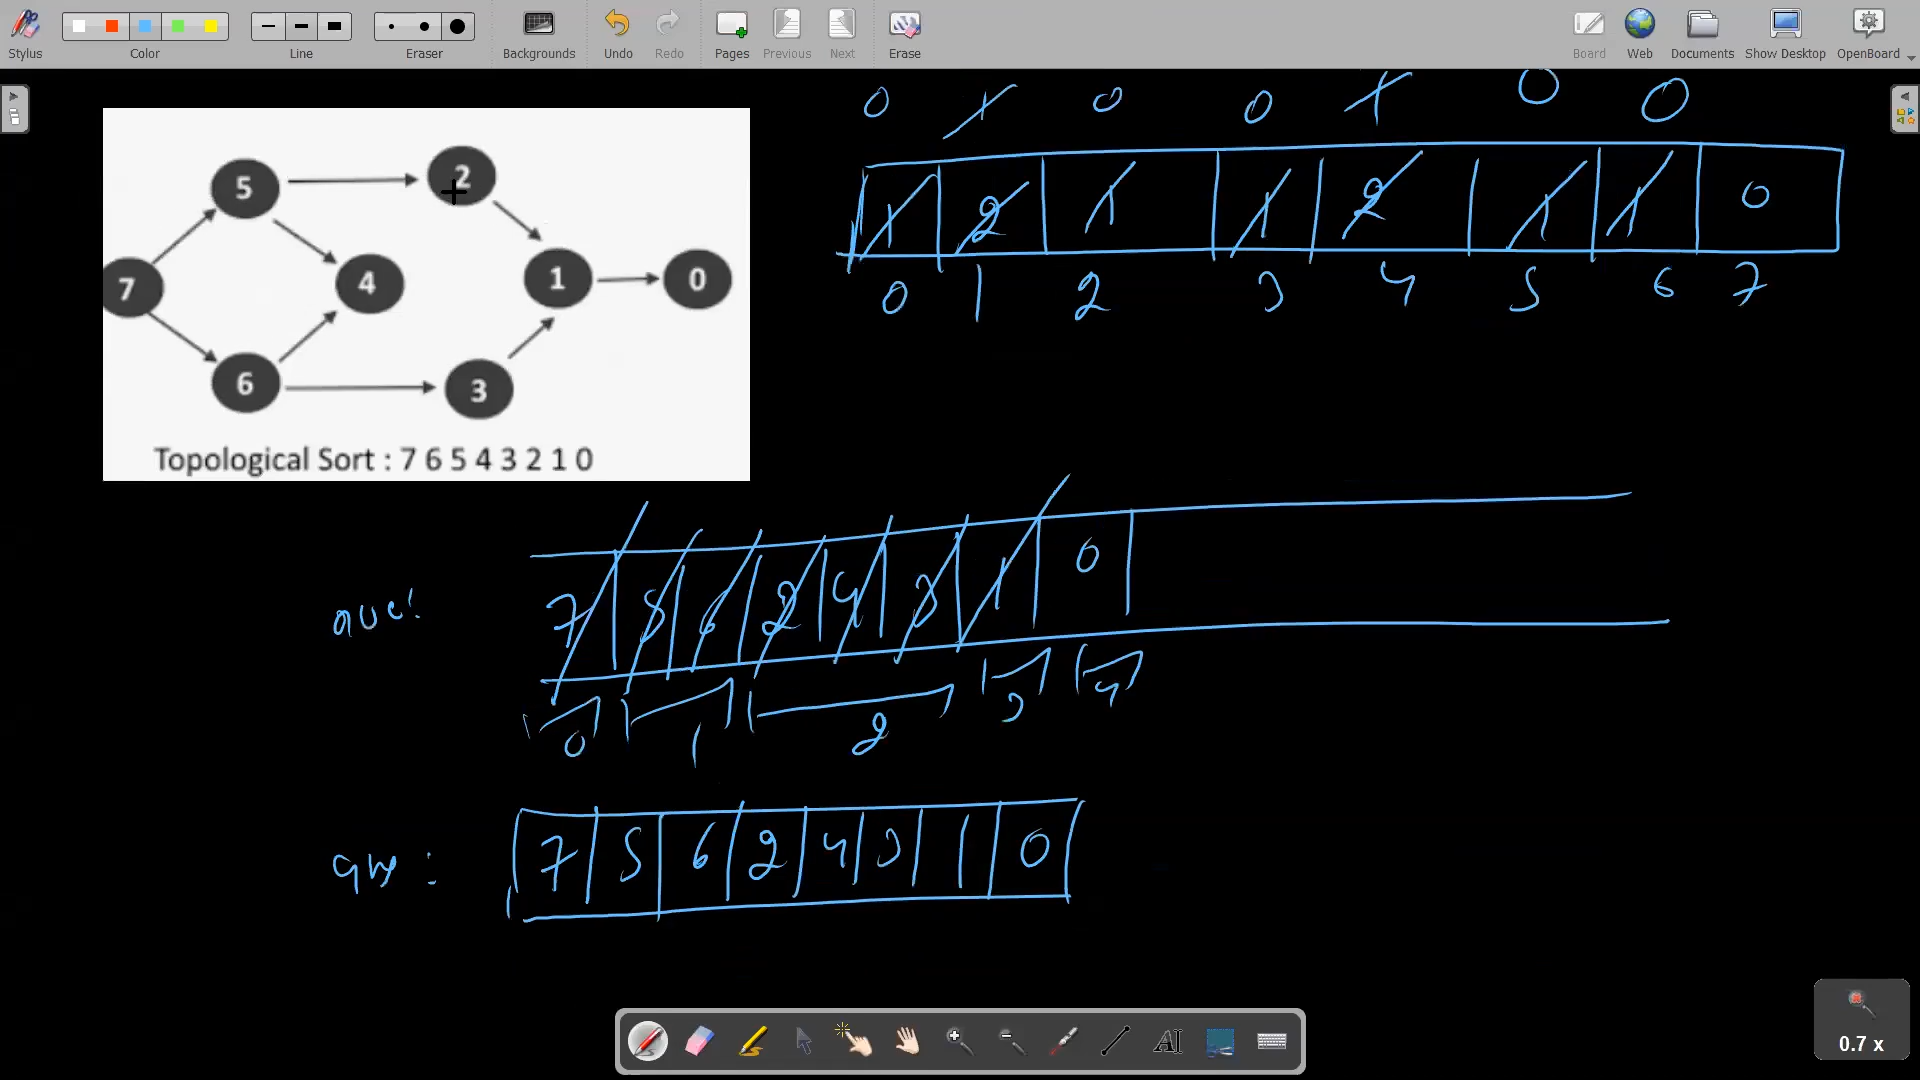 Stylus Color Line Eraser Backgrounds Undo Redo Pages Previous Next Erase Board Web Documents Show Desktop OpenBoard
0 1 0 0 1 0 0
1 2 1 1 2 1 1 0
0 1 2 3 4 5 6 7
5 2
7 4 1 0
6 3
Topological Sort : 7 6 5 4 3 2 1 0
que: 7 5 6 2 4 3 1 0
0 1 2 3 4
ans : 7 5 6 2 4 3 1 0
0.7 x